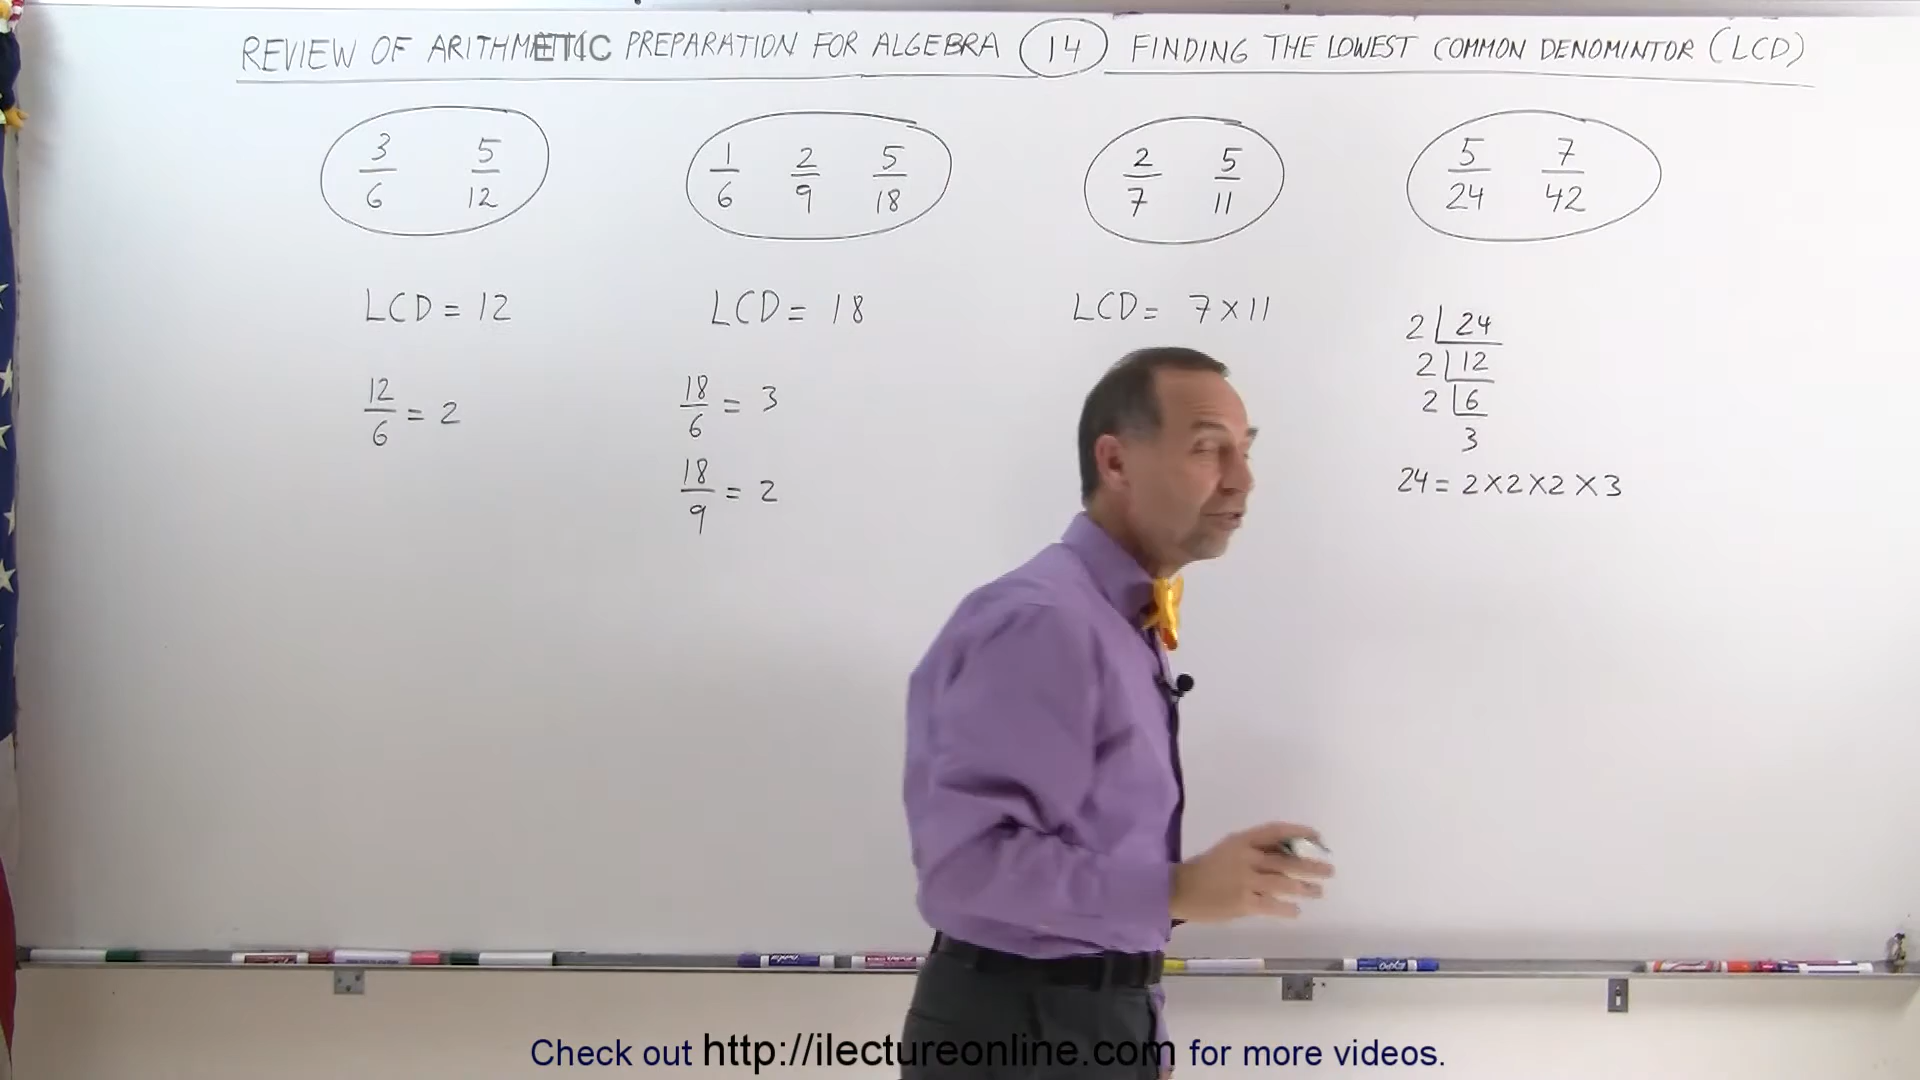 REVIEW OF ARITHMETIC PREPARATION FOR ALGEBRA 14 FINDING THE LOWEST COMMON DENOMINTOR (LCD)
3/6 5/12
LCD = 12
12/6 = 2
1/6 2/9 5/18
LCD = 18
18/6 = 3
18/9 = 2
2/7 5/11
LCD = 7 × 11
5/24 7/42
2 24
2 12
2 6
3
24 = 2 × 2 × 2 × 3
Check out http://ilectureonline.com for more videos.